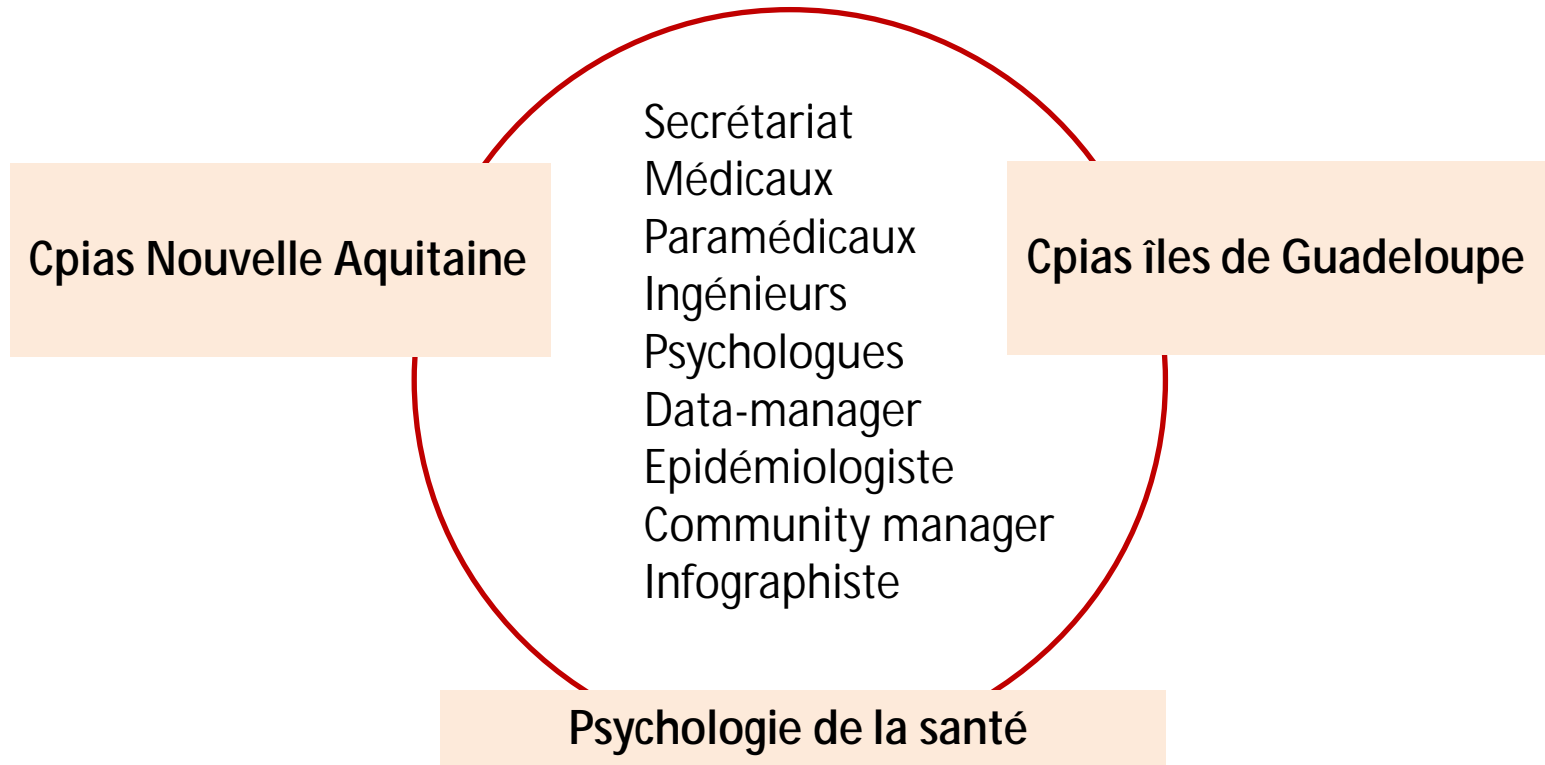 Cpias Nouvelle Aquitaine
Secrétariat
Médicaux
Paramédicaux
Ingénieurs
Psychologues
Data-manager
Epidémiologiste
Community manager
Infographiste
Cpias îles de Guadeloupe
Psychologie de la santé